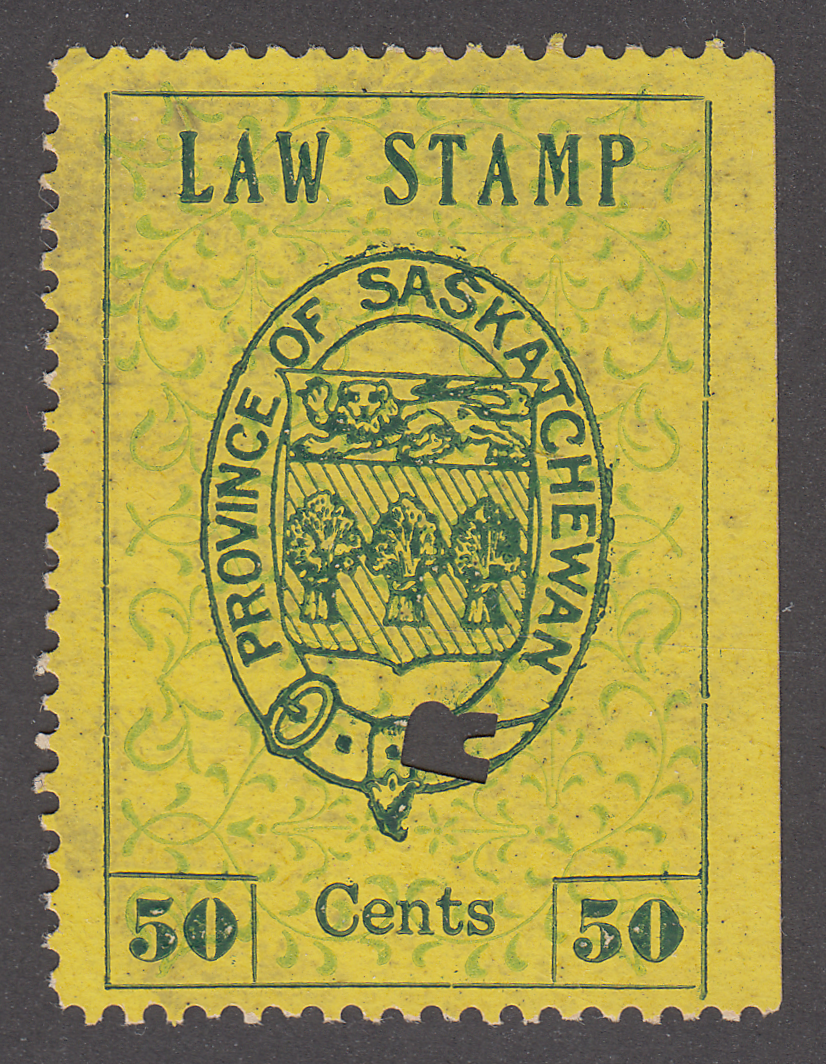 LAW STAMP
PROVINCE OF SASKATCHEWAN
50 Cents 50